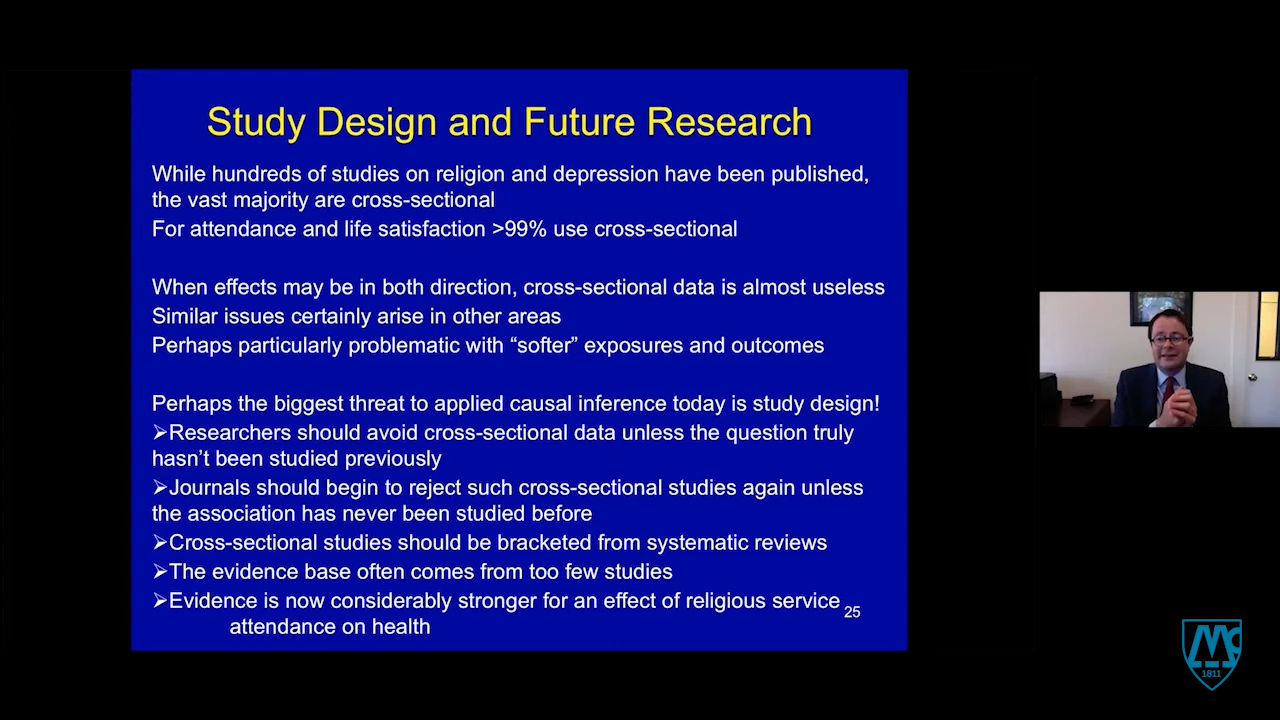 Study Design and Future Research
While hundreds of studies on religion and depression have been published,
the vast majority are cross-sectional
For attendance and life satisfaction >99% use cross-sectional
When effects may be in both direction, cross-sectional data is almost useless
Similar issues certainly arise in other areas
Perhaps particularly problematic with “softer” exposures and outcomes
Perhaps the biggest threat to applied causal inference today is study design!
➢Researchers should avoid cross-sectional data unless the question truly
hasn’t been studied previously
➢Journals should begin to reject such cross-sectional studies again unless
the association has never been studied before
➢Cross-sectional studies should be bracketed from systematic reviews
➢The evidence base often comes from too few studies
➢Evidence is now considerably stronger for an effect of religious service
attendance on health
25
1811